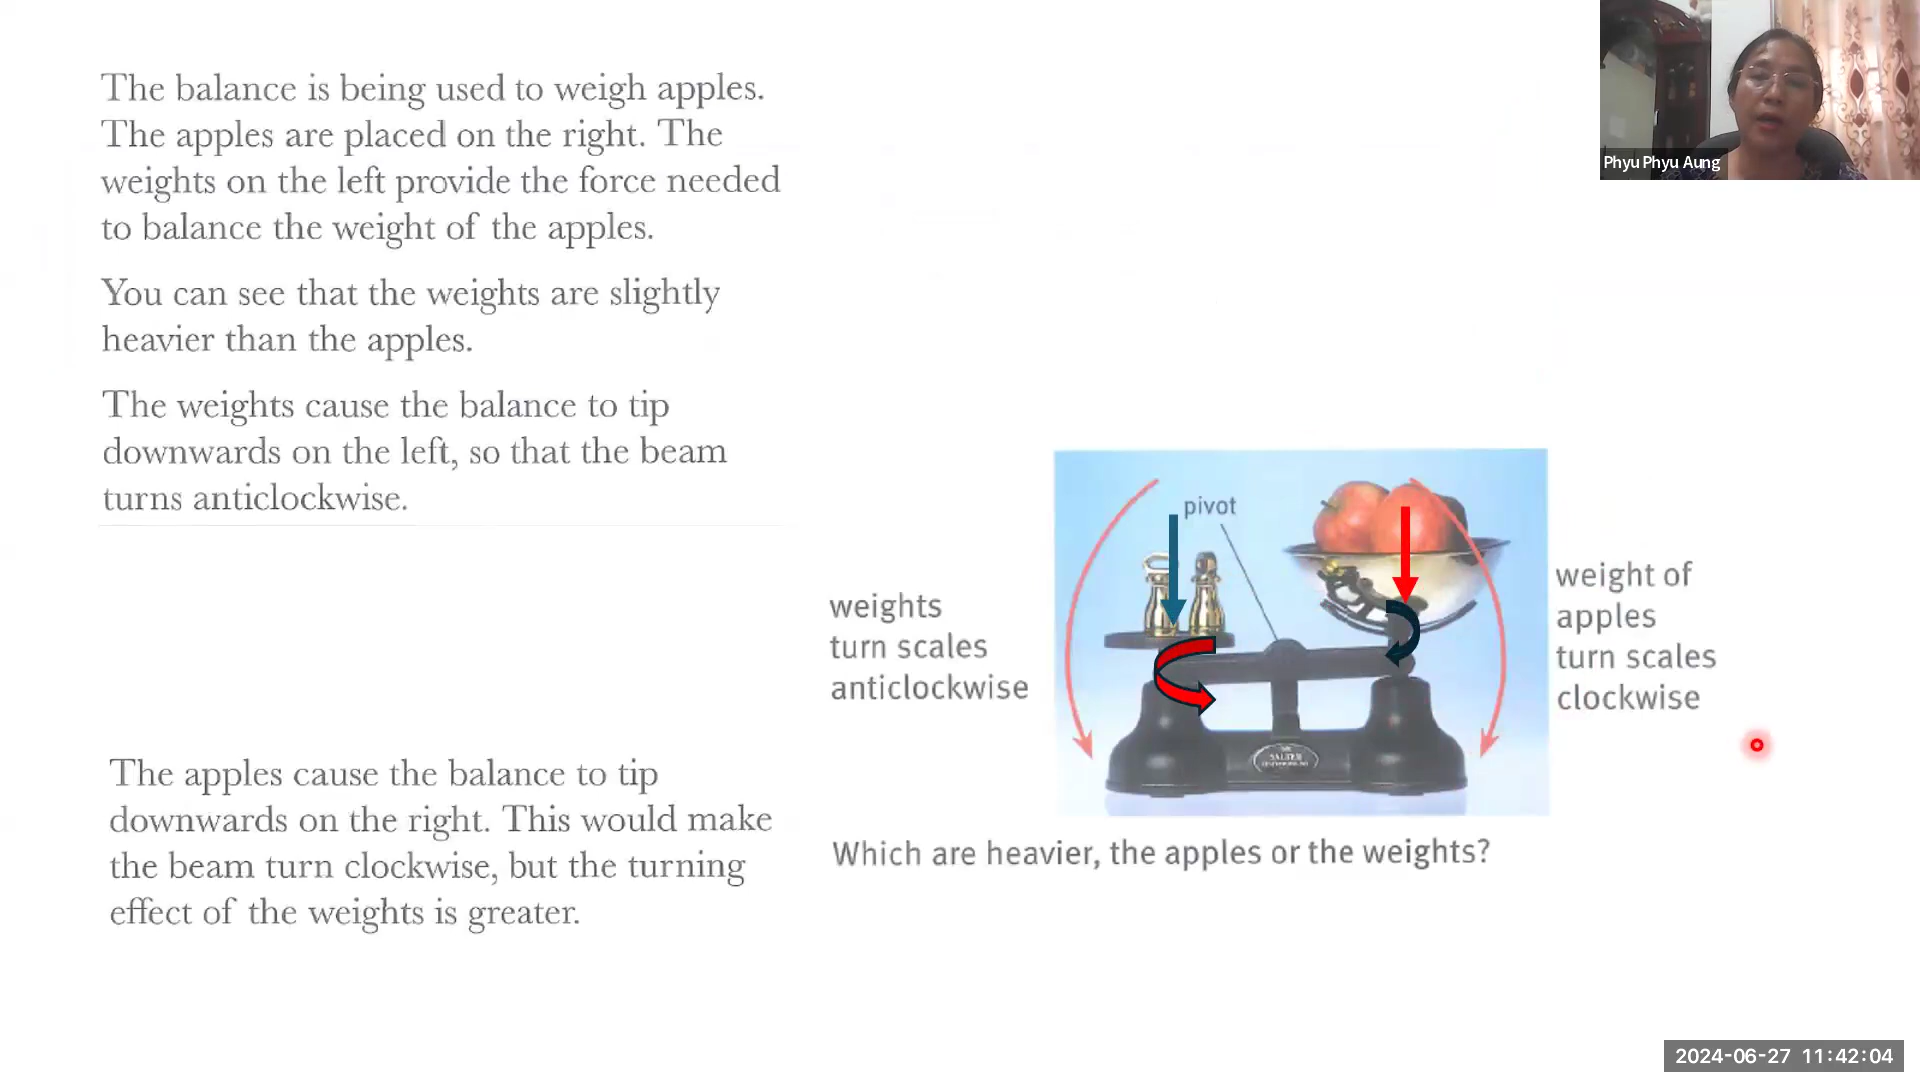 The balance is being used to weigh apples.
The apples are placed on the right. The
weights on the left provide the force needed
to balance the weight of the apples.
You can see that the weights are slightly
heavier than the apples.
The weights cause the balance to tip
downwards on the left, so that the beam
turns anticlockwise.
The apples cause the balance to tip
downwards on the right. This would make
the beam turn clockwise, but the turning
effect of the weights is greater.
pivot
weights
turn scales
anticlockwise
weight of
apples
turn scales
clockwise
SALTER
Which are heavier, the apples or the weights?
Phyu Phyu Aung
2024-06-27 11:42:04